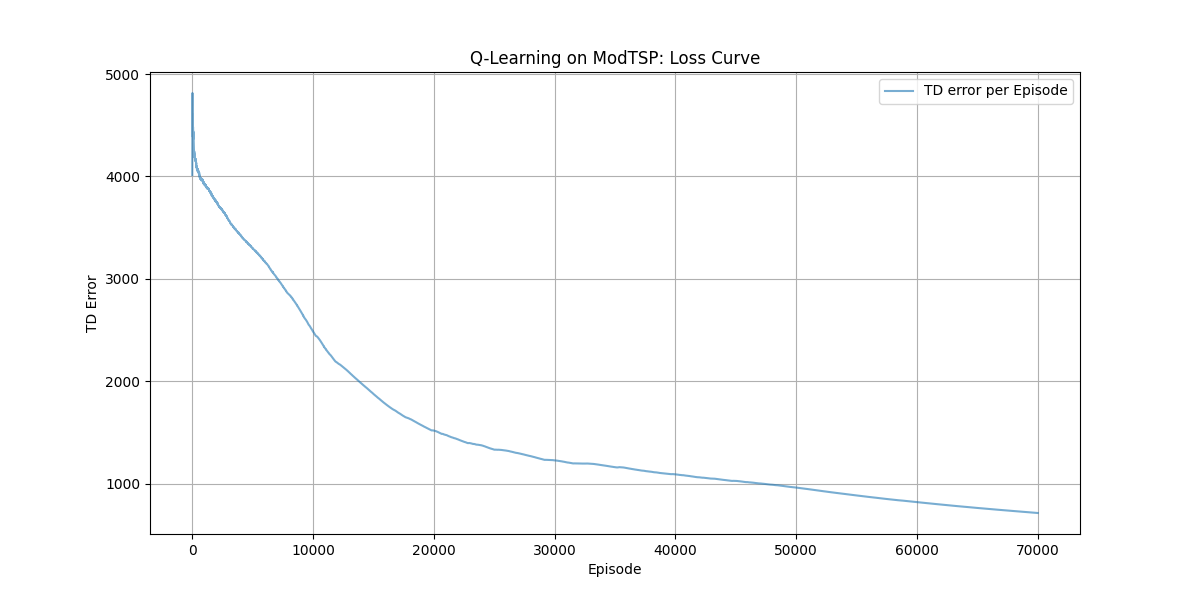 Q-Learning on ModTSP: Loss Curve
TD error per Episode
TD Error
5000
4000
3000
2000
1000
0 10000 20000 30000 40000 50000 60000 70000
Episode